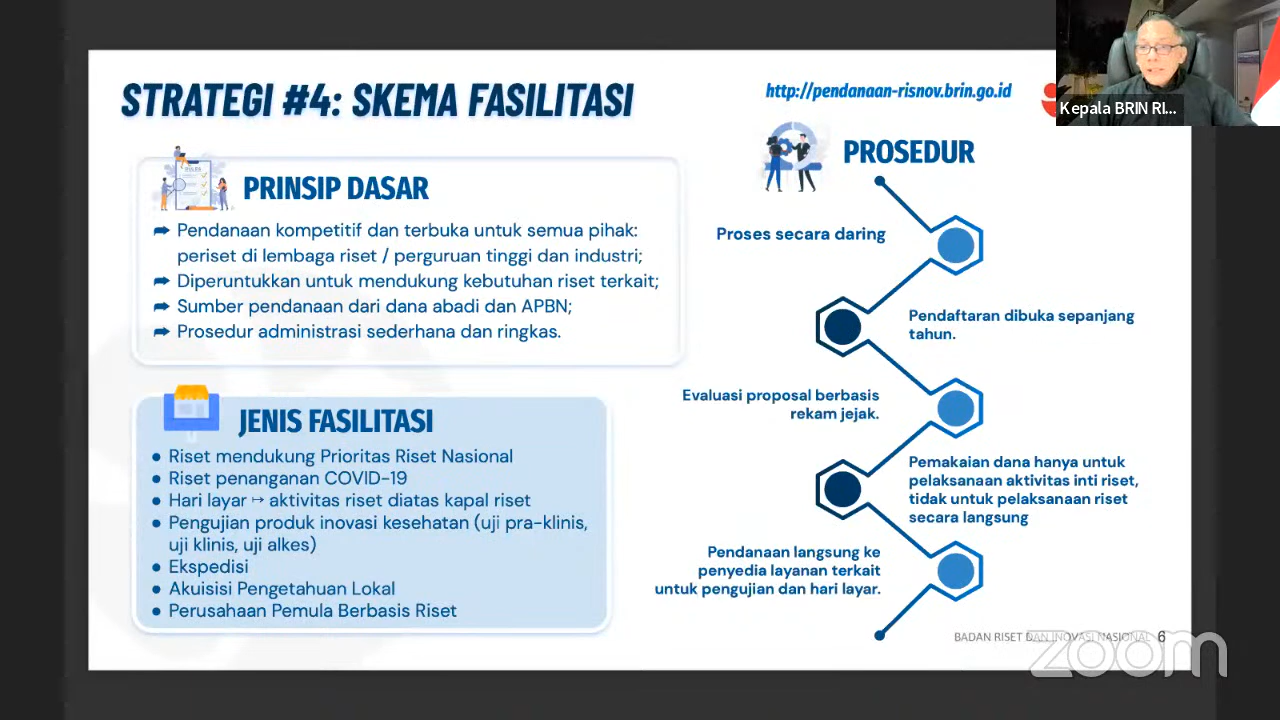 STRATEGI #4: SKEMA FASILITASI
http://pendanaan-risnov.brin.go.id
Kepala BRIN RI...
PRINSIP DASAR
Pendanaan kompetitif dan terbuka untuk semua pihak:
periset di lembaga riset / perguruan tinggi dan industri;
Diperuntukkan untuk mendukung kebutuhan riset terkait;
Sumber pendanaan dari dana abadi dan APBN;
Prosedur administrasi sederhana dan ringkas.
JENIS FASILITASI
● Riset mendukung Prioritas Riset Nasional
● Riset penanganan COVID-19
● Hari layar ↦ aktivitas riset diatas kapal riset
● Pengujian produk inovasi kesehatan (uji pra-klinis,
uji klinis, uji alkes)
● Ekspedisi
● Akuisisi Pengetahuan Lokal
● Perusahaan Pemula Berbasis Riset
PROSEDUR
Proses secara daring
Pendaftaran dibuka sepanjang
tahun.
Evaluasi proposal berbasis
rekam jejak.
Pemakaian dana hanya untuk
pelaksanaan aktivitas inti riset,
tidak untuk pelaksanaan riset
secara langsung
Pendanaan langsung ke
penyedia layanan terkait
untuk pengujian dan hari layar.
BADAN RISET DAN INOVASI NASIONAL 6
zoom